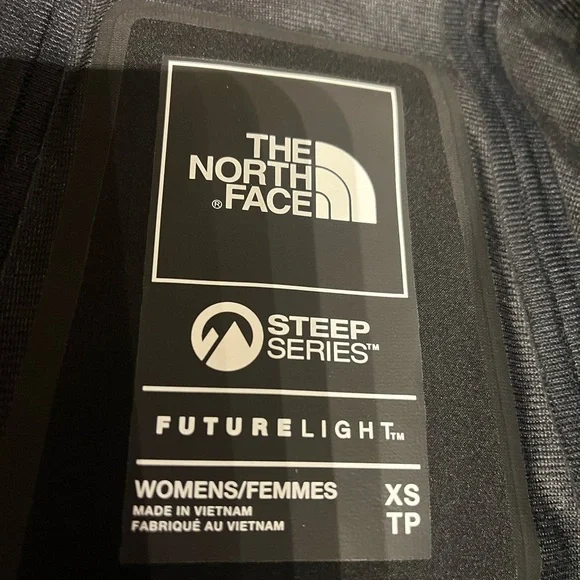 THE
NORTH
® FACE
STEEP
SERIES™
FUTURELIGHT™
WOMENS/FEMMES XS
MADE IN VIETNAM TP
FABRIQUÉ AU VIETNAM